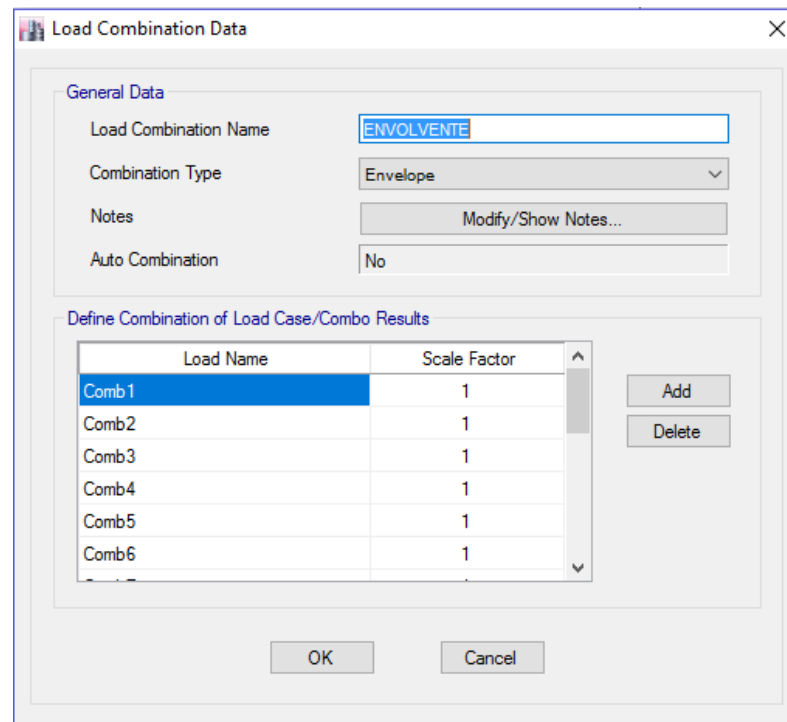 Load Combination Data
General Data
Load Combination Name ENVOLVENTE
Combination Type Envelope
Notes Modify/Show Notes...
Auto Combination No
Define Combination of Load Case/Combo Results
Load Name Scale Factor
Comb1 1 Add
Comb2 1 Delete
Comb3 1
Comb4 1
Comb5 1
Comb6 1
OK Cancel